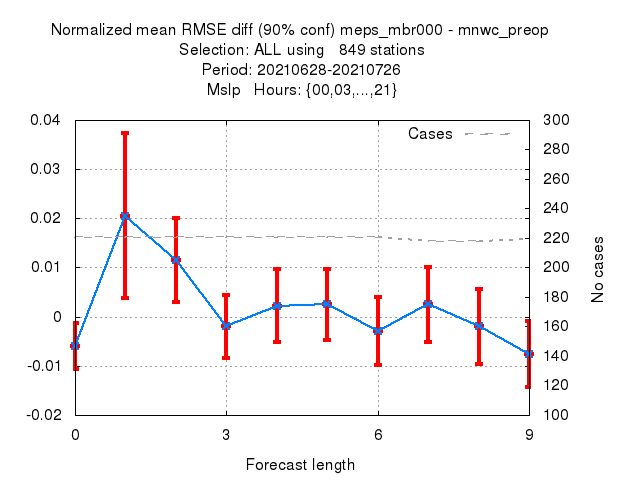 Normalized mean RMSE diff (90% conf) meps_mbr000 - mnwc_preop
Selection: ALL using   849 stations
Period: 20210628-20210726
Mslp   Hours: {00,03,...,21}
Cases
0.04
0.03
0.02
0.01
0
-0.01
-0.02
300
280
260
240
220
200
180
160
140
120
100
No cases
0 3 6 9
Forecast length